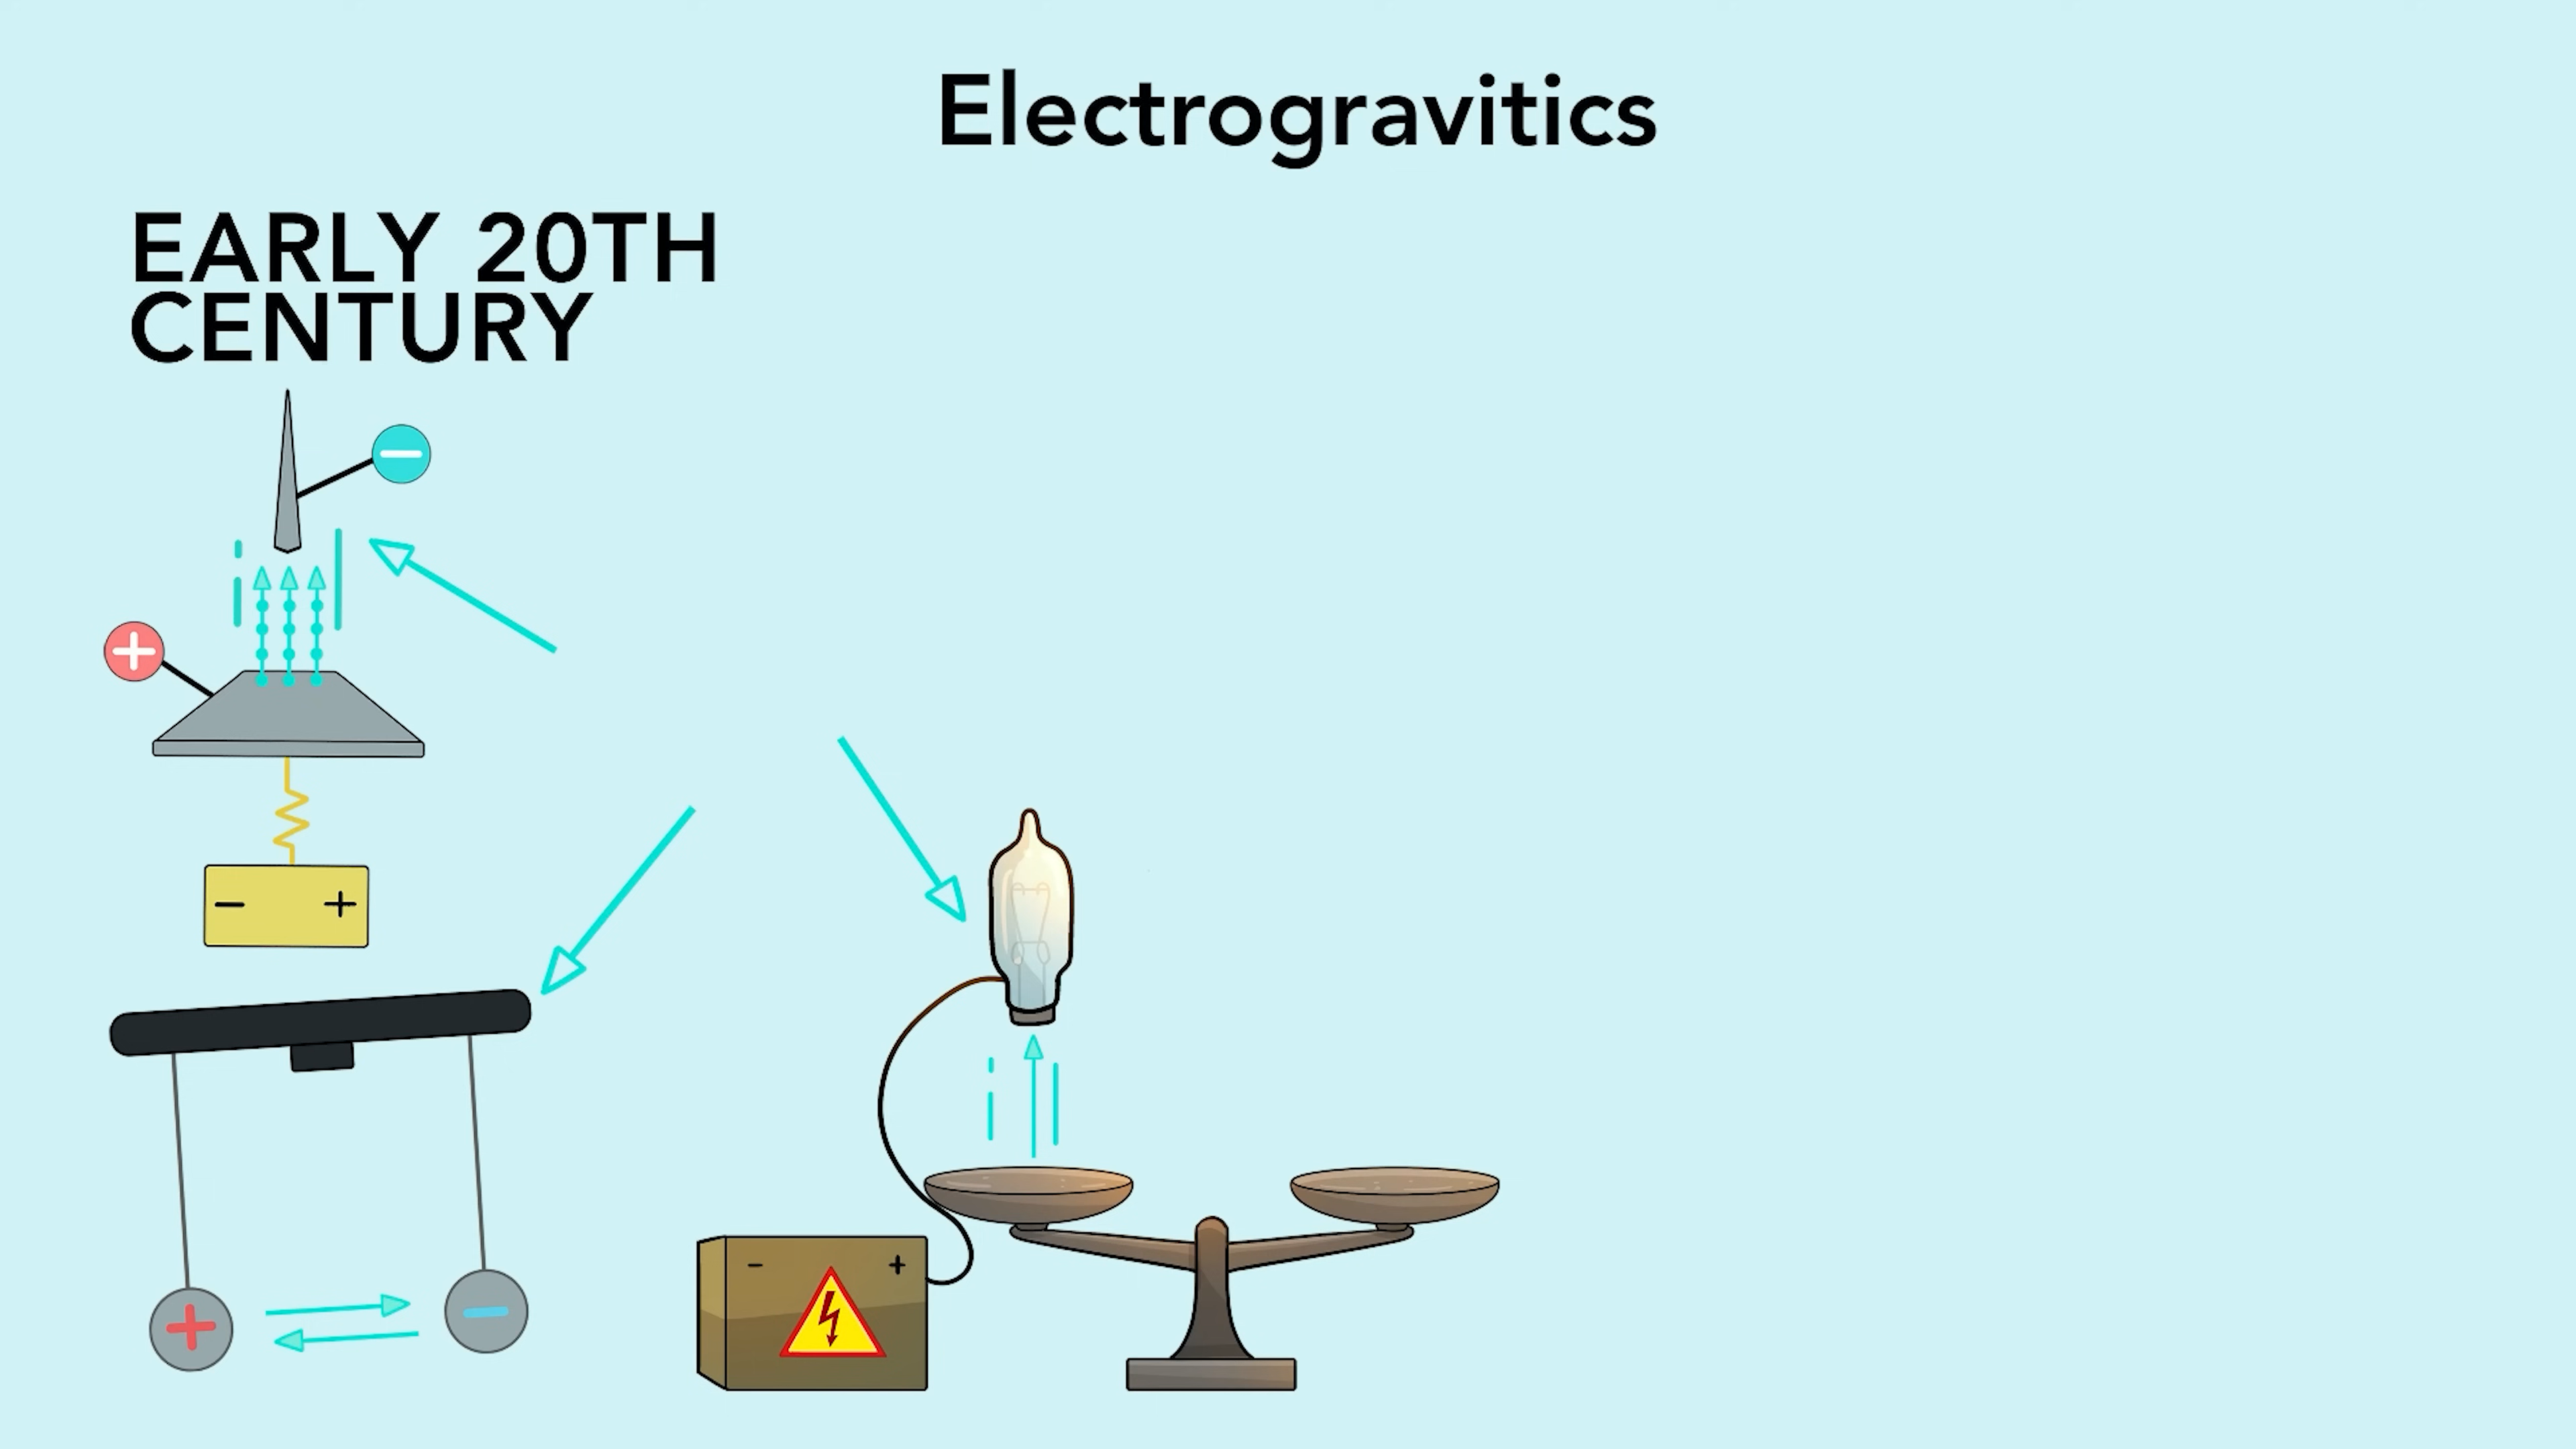 Electrogravitics
EARLY 20TH
CENTURY
−
+
− +
+ −
− +